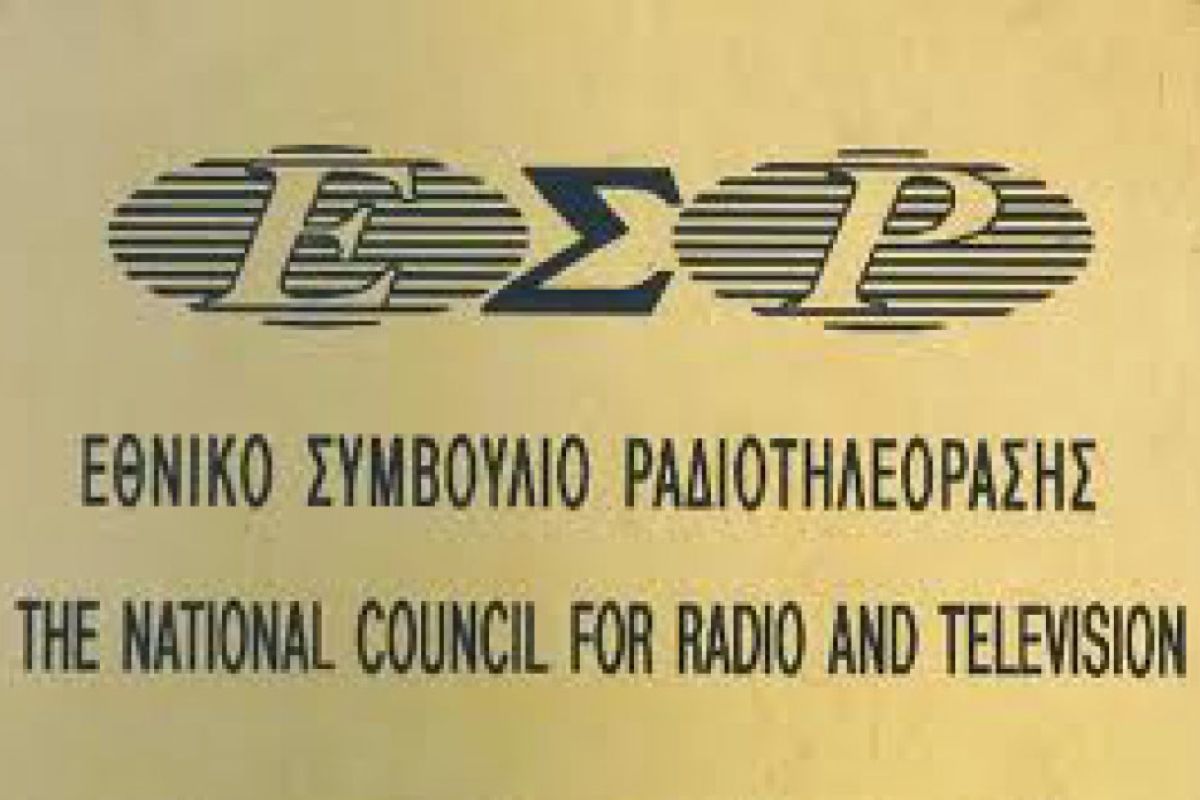 ΕΣΡ
ΕΘΝΙΚΟ ΣΥΜΒΟΥΛΙΟ ΡΑΔΙΟΤΗΛΕΟΡΑΣΗΣ
THE NATIONAL COUNCIL FOR RADIO AND TELEVISION